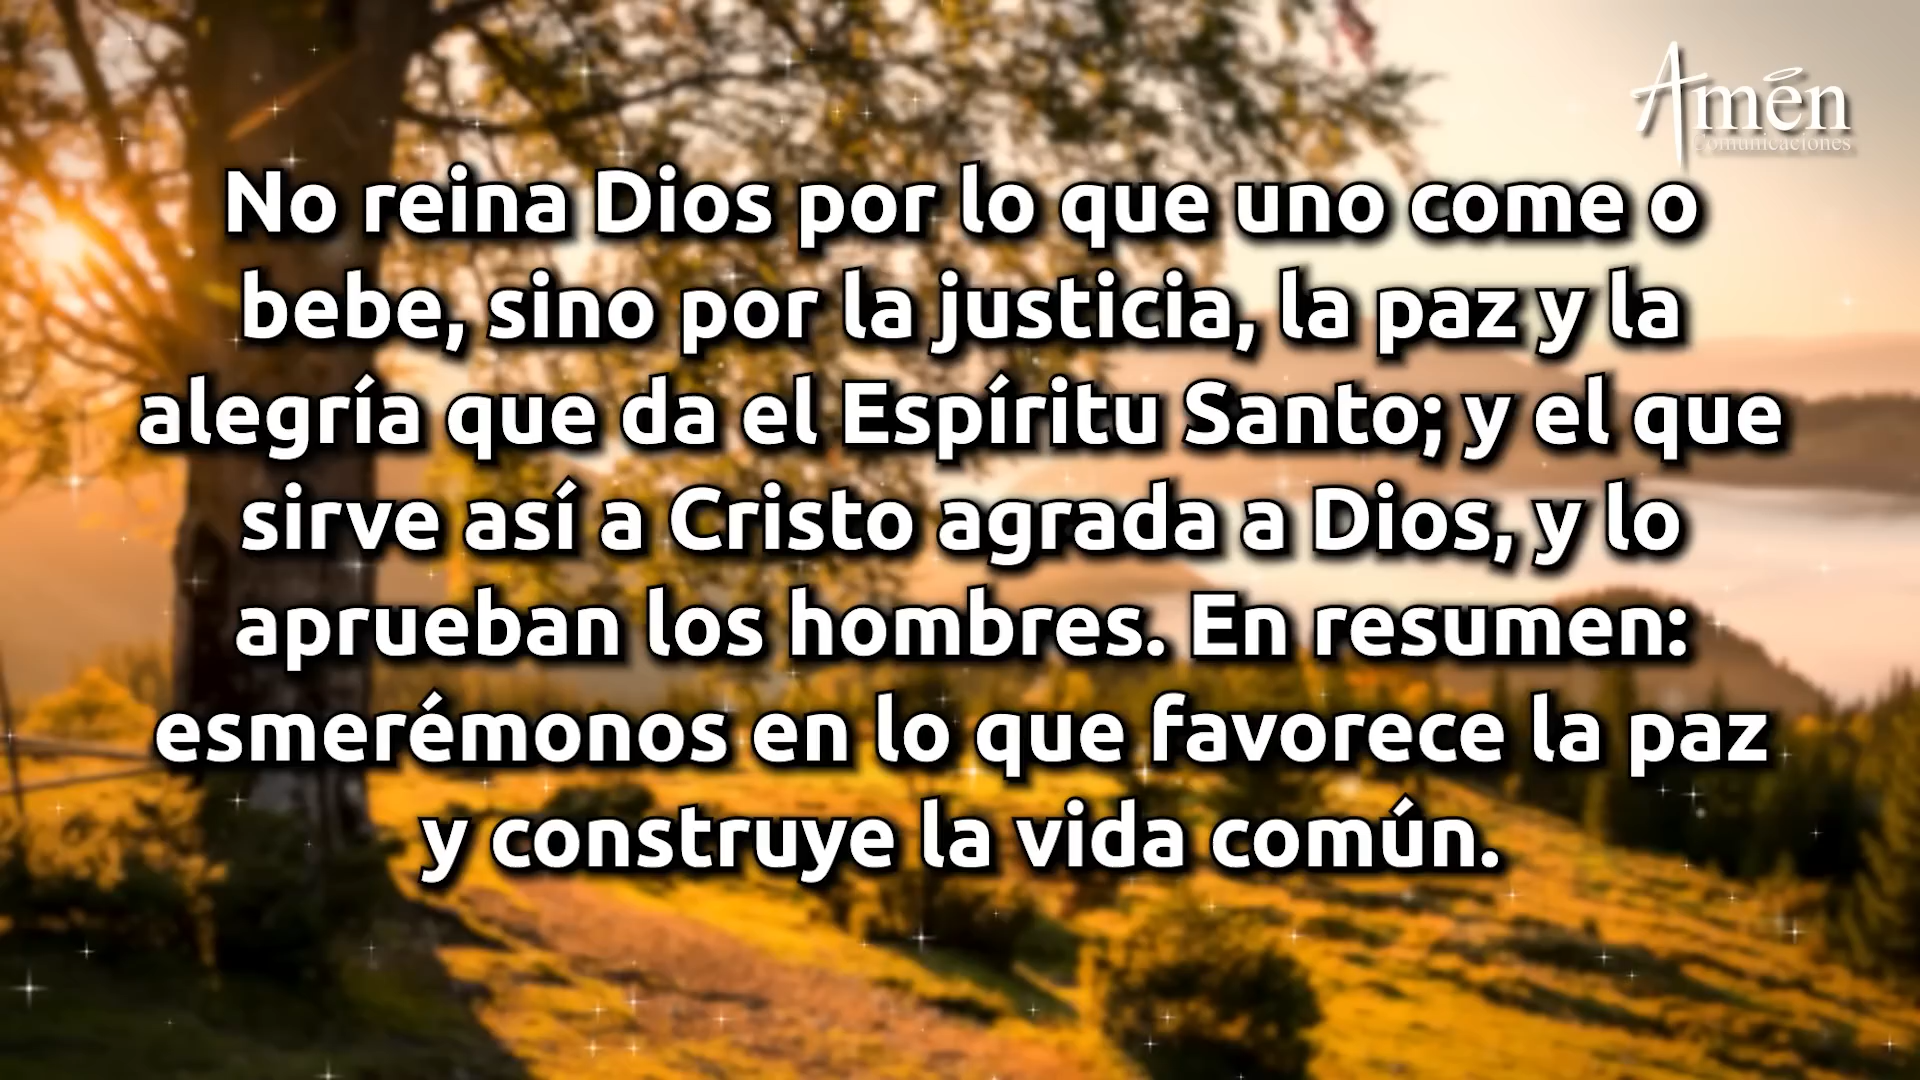 Amén
Comunicaciones
No reina Dios por lo que uno come o
bebe, sino por la justicia, la paz y la
alegría que da el Espíritu Santo; y el que
sirve así a Cristo agrada a Dios, y lo
aprueban los hombres. En resumen:
esmerémonos en lo que favorece la paz
y construye la vida común.